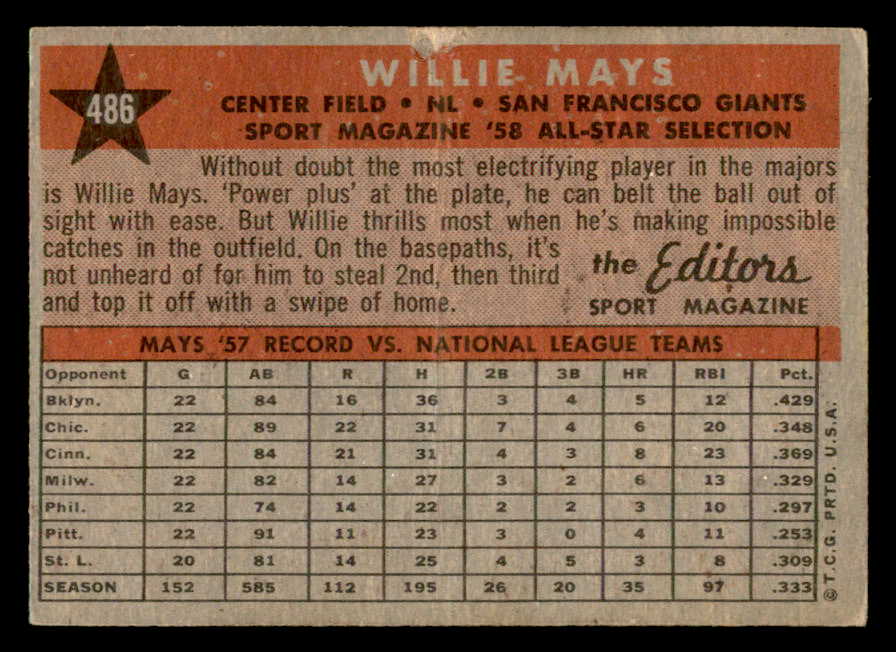 486
WILLIE MAYS
CENTER FIELD • NL • SAN FRANCISCO GIANTS
SPORT MAGAZINE '58 ALL-STAR SELECTION
Without doubt the most electrifying player in the majors
is Willie Mays. 'Power plus' at the plate, he can belt the ball out of
sight with ease. But Willie thrills most when he's making impossible
catches in the outfield. On the basepaths, it's
not unheard of for him to steal 2nd, then third
and top it off with a swipe of home.
the Editors
SPORT MAGAZINE
MAYS '57 RECORD VS. NATIONAL LEAGUE TEAMS
Opponent G AB R H 2B 3B HR RBI Pct.
Bklyn. 22 84 16 36 3 4 5 12 .429
Chic. 22 89 22 31 7 4 6 20 .348
Cinn. 22 84 21 31 4 3 8 23 .369
Milw. 22 82 14 27 3 2 6 13 .329
Phil. 22 74 14 22 2 2 3 10 .297
Pitt. 22 91 11 23 3 0 4 11 .253
St. L. 20 81 14 25 4 5 3 8 .309
SEASON 152 585 112 195 26 20 35 97 .333
© T.C.G. PRTD. U.S.A.